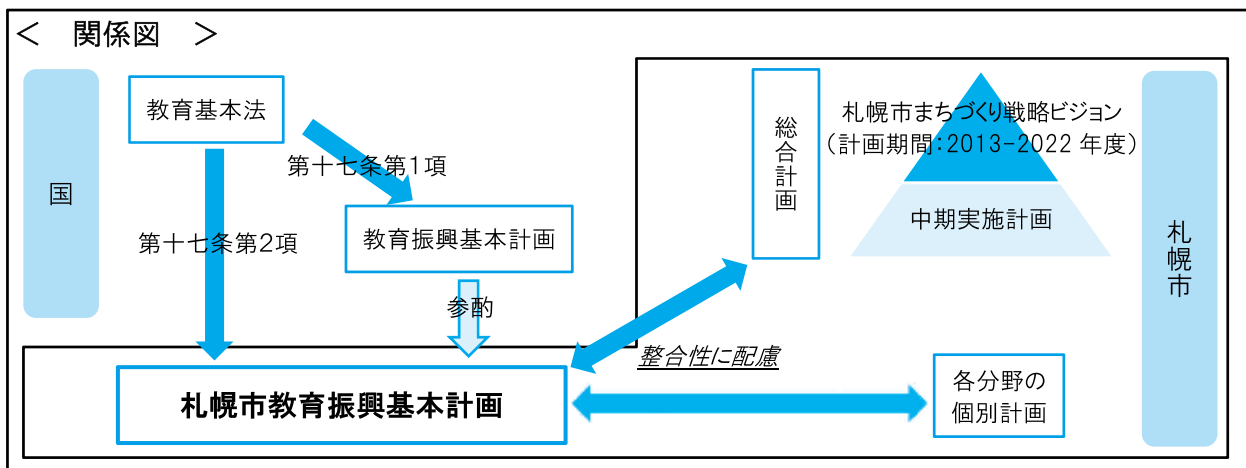 ＜　関係図　＞
国
教育基本法
第十七条第1項
第十七条第2項
教育振興基本計画
参酌
総合計画
札幌市まちづくり戦略ビジョン
（計画期間：2013-2022 年度）
中期実施計画
札幌市
整合性に配慮
札幌市教育振興基本計画
各分野の
個別計画